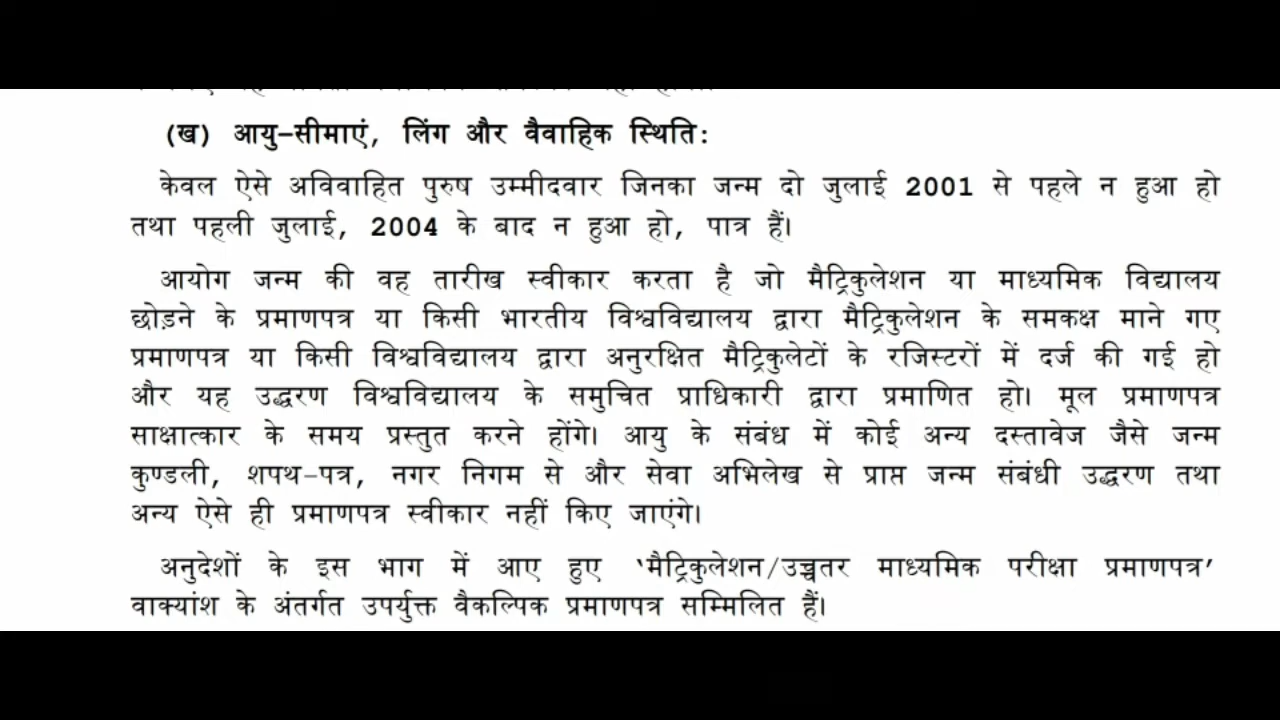 (ख) आयु-सीमाएं, लिंग और वैवाहिक स्थिति:
केवल ऐसे अविवाहित पुरुष उम्मीदवार जिनका जन्म दो जुलाई 2001 से पहले न हुआ हो
तथा पहली जुलाई, 2004 के बाद न हुआ हो, पात्र हैं।
आयोग जन्म की वह तारीख स्वीकार करता है जो मैट्रिकुलेशन या माध्यमिक विद्यालय
छोड़ने के प्रमाणपत्र या किसी भारतीय विश्वविद्यालय द्वारा मैट्रिकुलेशन के समकक्ष माने गए
प्रमाणपत्र या किसी विश्वविद्यालय द्वारा अनुरक्षित मैट्रिकुलेटों के रजिस्टरों में दर्ज की गई हो
और यह उद्धरण विश्वविद्यालय के समुचित प्राधिकारी द्वारा प्रमाणित हो। मूल प्रमाणपत्र
साक्षात्कार के समय प्रस्तुत करने होंगे। आयु के संबंध में कोई अन्य दस्तावेज जैसे जन्म
कुण्डली, शपथ-पत्र, नगर निगम से और सेवा अभिलेख से प्राप्त जन्म संबंधी उद्धरण तथा
अन्य ऐसे ही प्रमाणपत्र स्वीकार नहीं किए जाएंगे।
अनुदेशों के इस भाग में आए हुए ‘मैट्रिकुलेशन/उच्चतर माध्यमिक परीक्षा प्रमाणपत्र’
वाक्यांश के अंतर्गत उपर्युक्त वैकल्पिक प्रमाणपत्र सम्मिलित हैं।